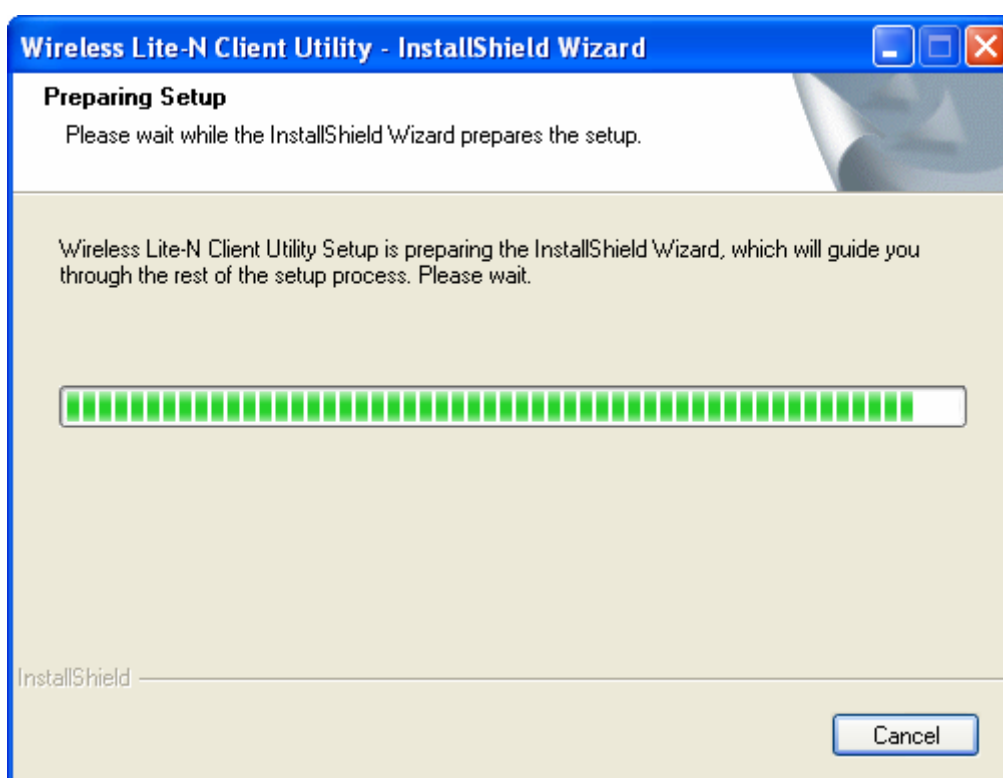 Wireless Lite-N Client Utility - InstallShield Wizard
Preparing Setup
Please wait while the InstallShield Wizard prepares the setup.
Wireless Lite-N Client Utility Setup is preparing the InstallShield Wizard, which will guide you
through the rest of the setup process. Please wait.
InstallShield
Cancel